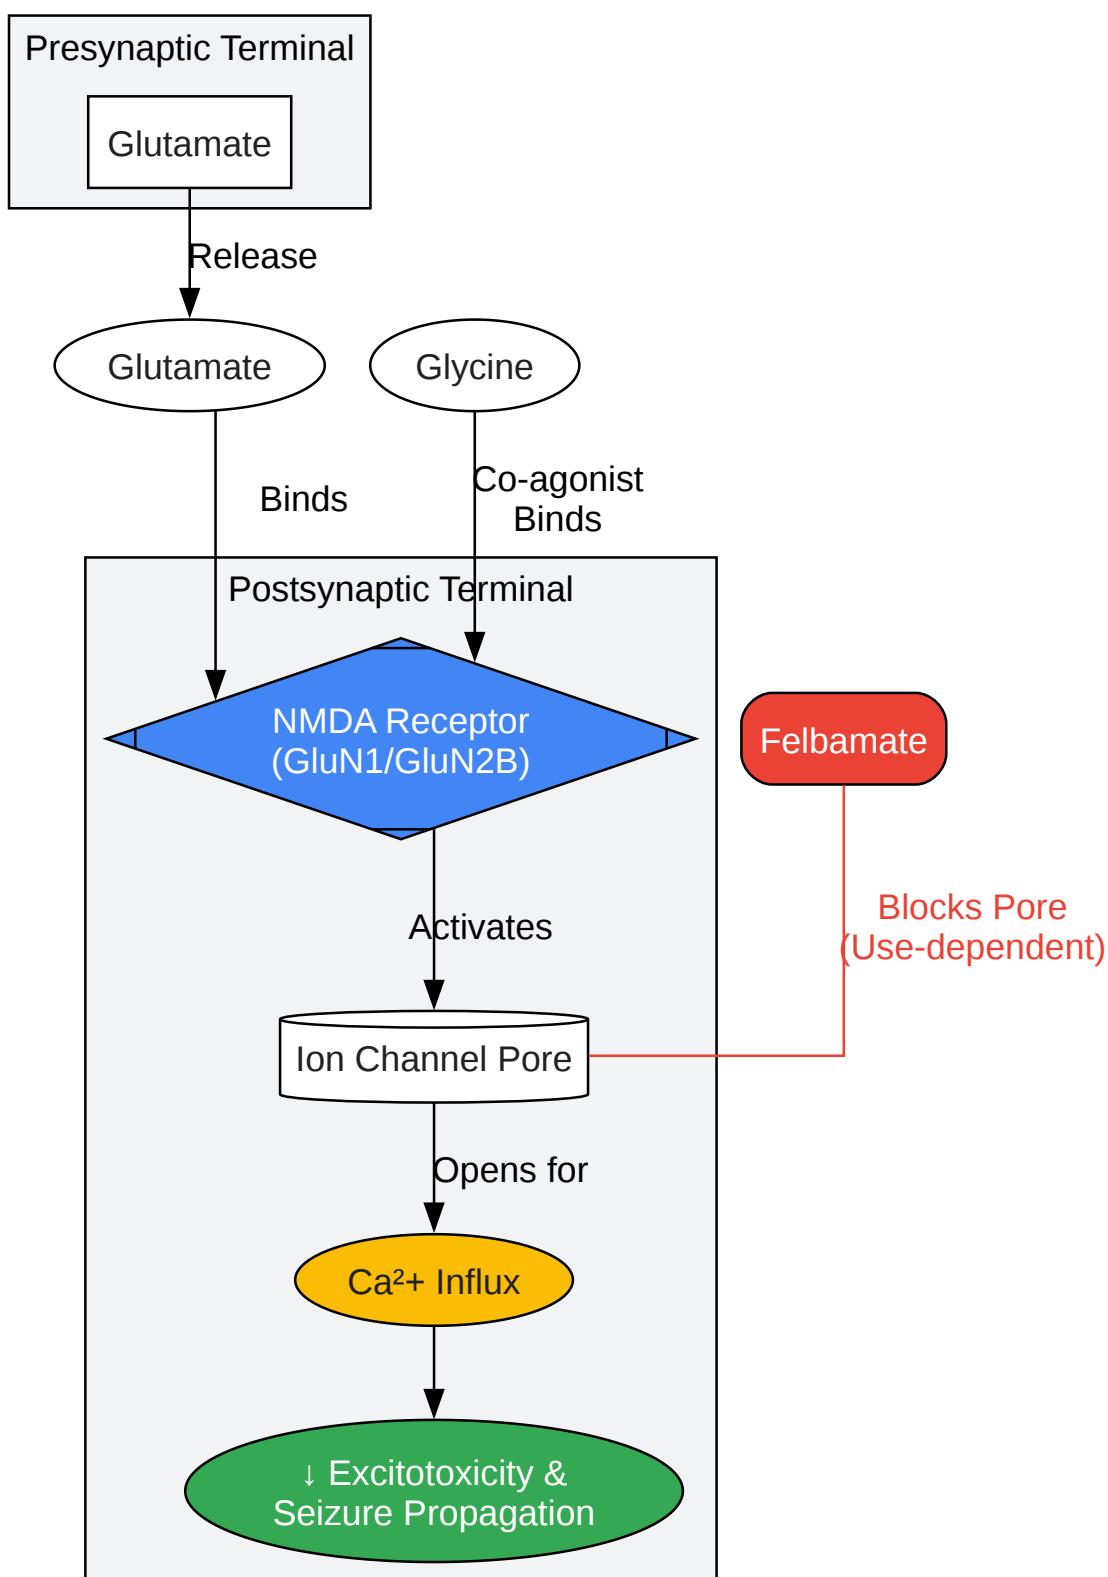 Presynaptic Terminal
Glutamate
Release
Glutamate
Glycine
Binds
Co-agonist
Binds
Postsynaptic Terminal
NMDA Receptor
(GluN1/GluN2B)
Felbamate
Activates
Blocks Pore
(Use-dependent)
Ion Channel Pore
Opens for
Ca²+ Influx
↓ Excitotoxicity &
Seizure Propagation